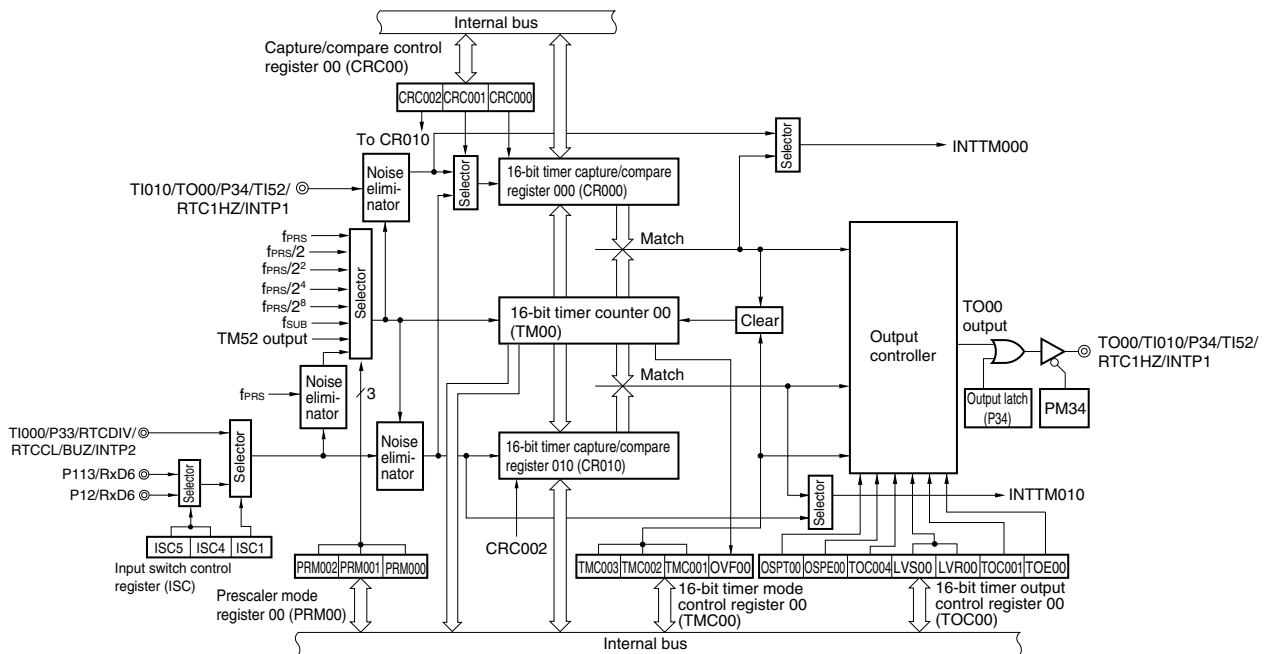 Internal bus
Capture/compare control
register 00 (CRC00)
CRC002 CRC001 CRC000
To CR010
Selector
INTTM000
TI010/TO00/P34/TI52/
RTC1HZ/INTP1
Noise
elimi-
nator
Selector
16-bit timer capture/compare
register 000 (CR000)
Match
fPRS
fPRS/2
fPRS/2²
fPRS/2⁴
fPRS/2⁸
fSUB
TM52 output
Selector
16-bit timer counter 00
(TM00)
Clear
Output
controller
TO00
output
TO00/TI010/P34/TI52/
RTC1HZ/INTP1
Output latch
(P34)
PM34
fPRS
Noise
elimi-
nator
3
Match
TI000/P33/RTCDIV/
RTCCL/BUZ/INTP2
P113/RxD6
P12/RxD6
Selector
Selector
Noise
elimi-
nator
16-bit timer capture/compare
register 010 (CR010)
Selector
INTTM010
CRC002
ISC5 ISC4 ISC1
Input switch control
register (ISC)
PRM002 PRM001 PRM000
Prescaler mode
register 00 (PRM00)
TMC003 TMC002 TMC001 OVF00
16-bit timer mode
control register 00
(TMC00)
OSPT00 OSPE00 TOC004 LVS00 LVR00 TOC001 TOE00
16-bit timer output
control register 00
(TOC00)
Internal bus